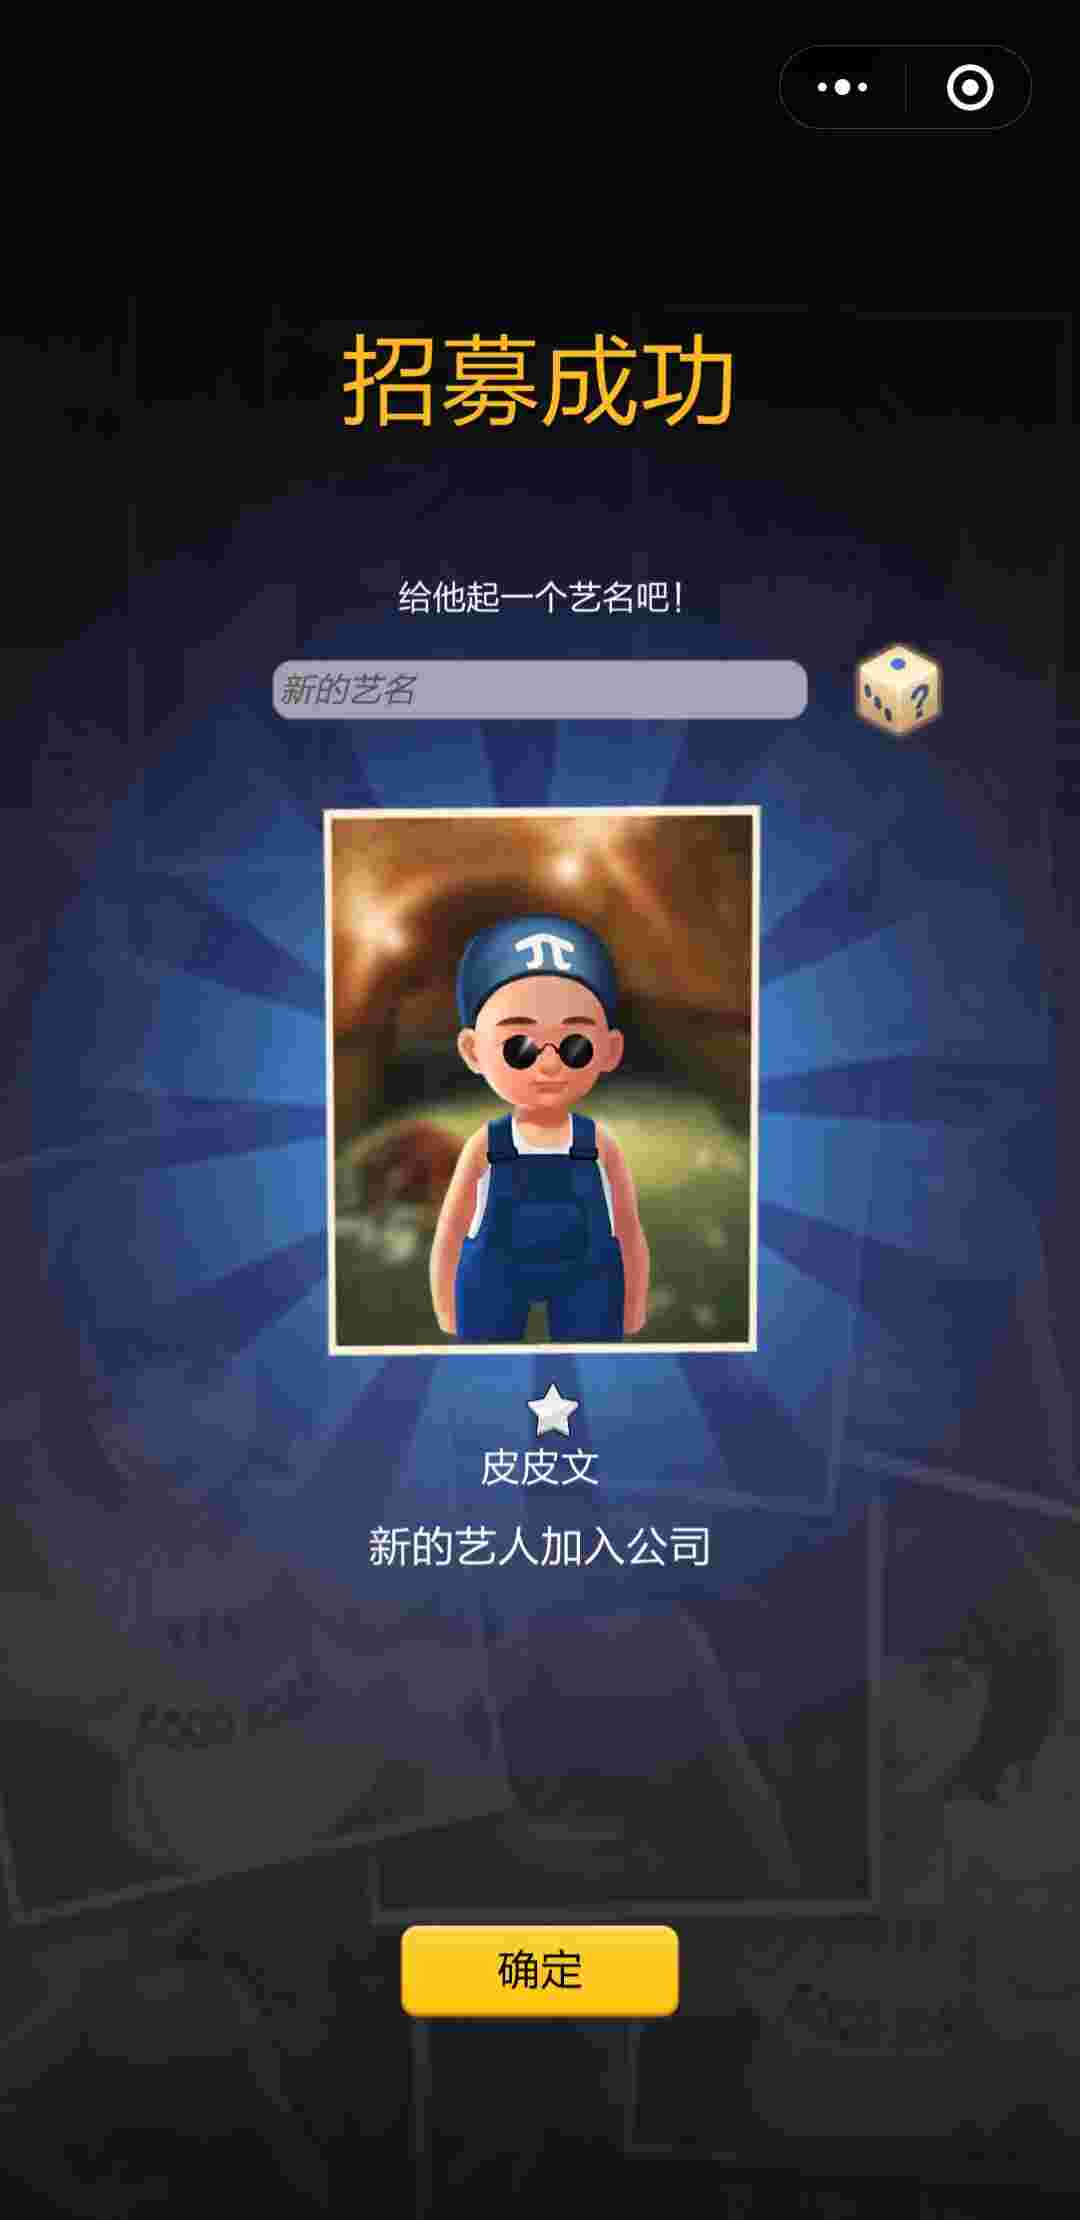 招募成功
给他起一个艺名吧！
新的艺名
?
π
皮皮文
新的艺人加入公司
确定